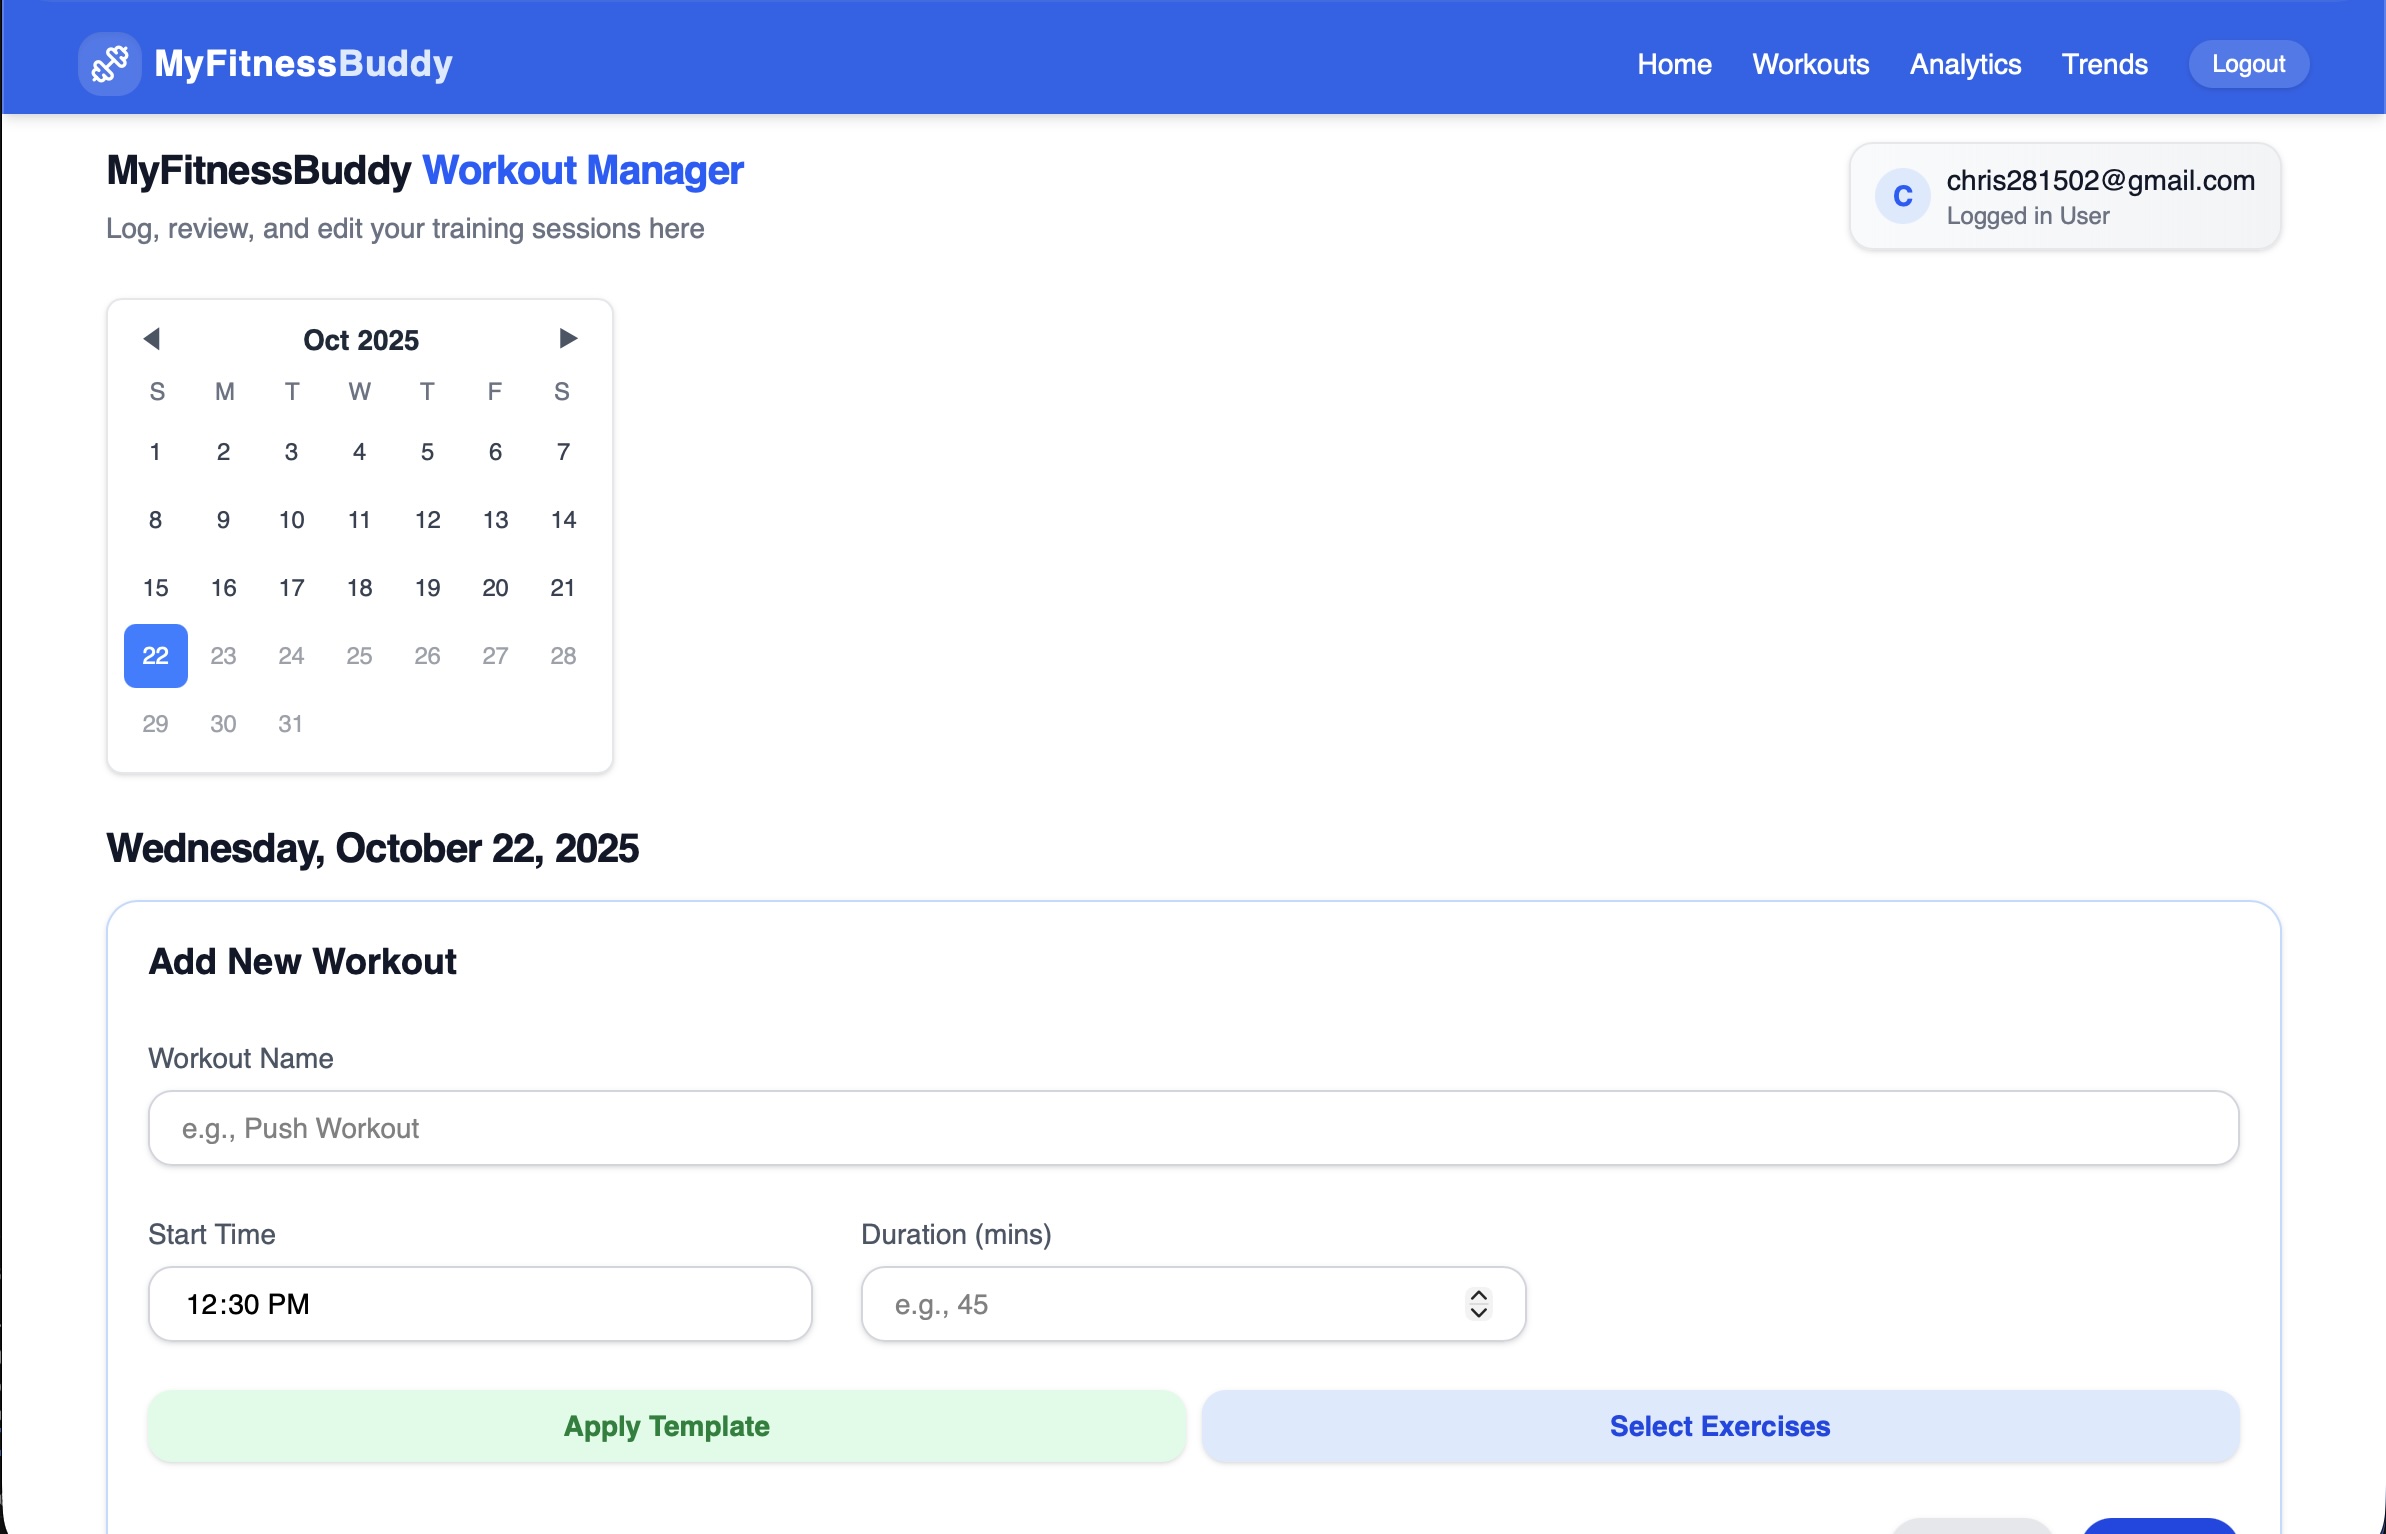 MyFitnessBuddy
Home Workouts Analytics Trends Logout
MyFitnessBuddy Workout Manager
Log, review, and edit your training sessions here
C
chris281502@gmail.com
Logged in User
◀ Oct 2025 ▶
S M T W T F S
1 2 3 4 5 6 7
8 9 10 11 12 13 14
15 16 17 18 19 20 21
22 23 24 25 26 27 28
29 30 31
Wednesday, October 22, 2025
Add New Workout
Workout Name
e.g., Push Workout
Start Time Duration (mins)
12:30 PM e.g., 45
Apply Template Select Exercises